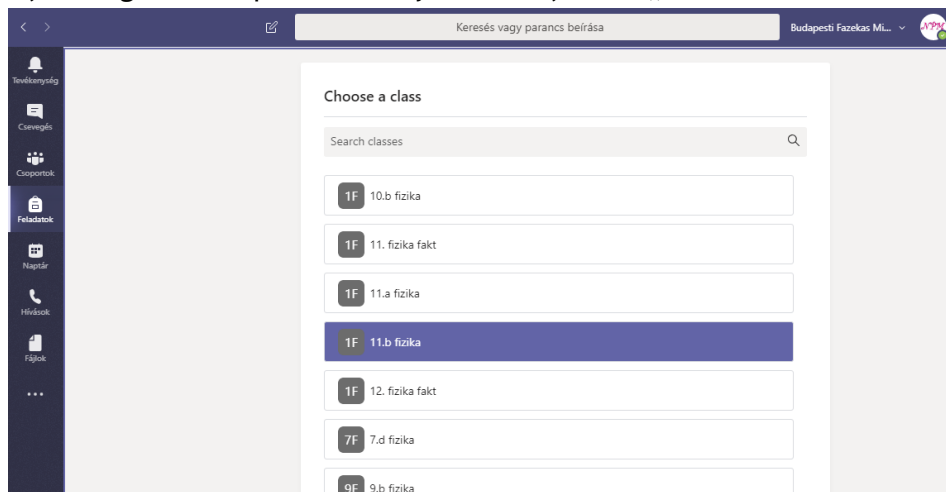 Keresés vagy parancs beírása
Budapesti Fazekas Mi...
NPM
Tevékenység
Csevegés
Csoportok
Feladatok
Naptár
Hívások
Fájlok
Choose a class
Search classes
1F 10.b fizika
1F 11. fizika fakt
1F 11.a fizika
1F 11.b fizika
1F 12. fizika fakt
7F 7.d fizika
9F 9.b fizika